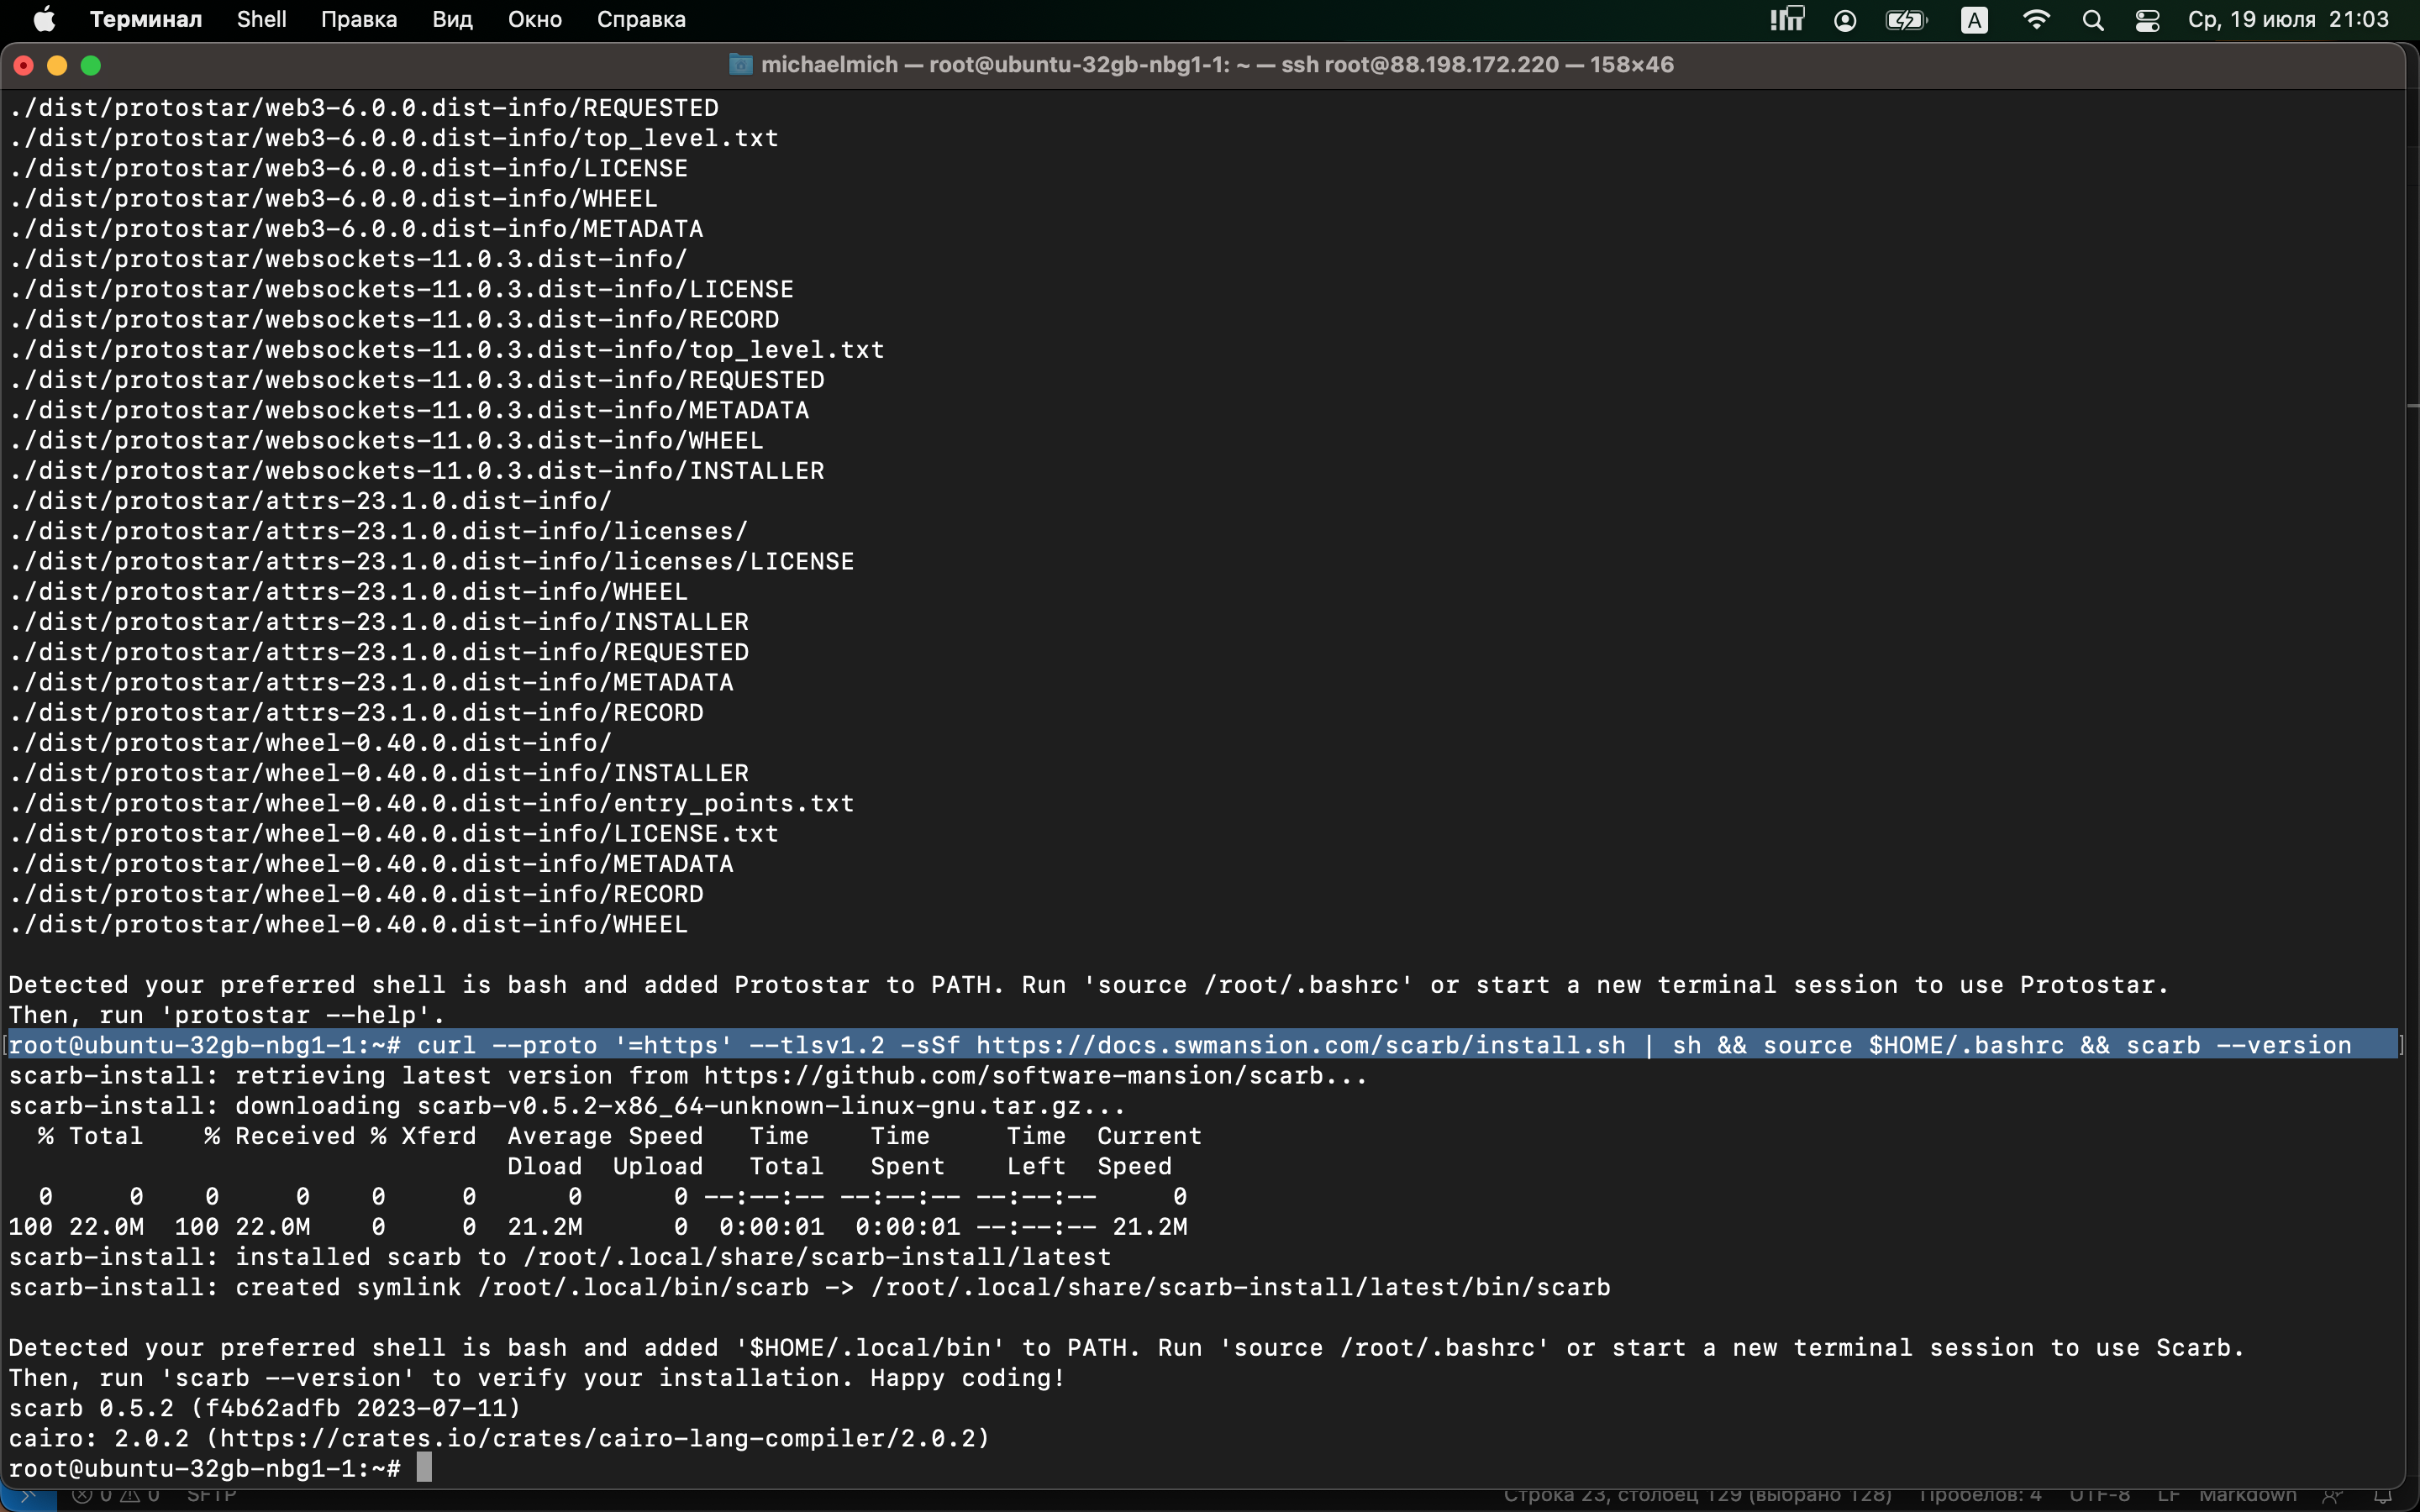 Терминал Shell Правка Вид Окно Справка A Ср, 19 июля 21:03
michaelmich — root@ubuntu-32gb-nbg1-1: ~ — ssh root@88.198.172.220 — 158×46
./dist/protostar/web3-6.0.0.dist-info/REQUESTED
./dist/protostar/web3-6.0.0.dist-info/top_level.txt
./dist/protostar/web3-6.0.0.dist-info/LICENSE
./dist/protostar/web3-6.0.0.dist-info/WHEEL
./dist/protostar/web3-6.0.0.dist-info/METADATA
./dist/protostar/websockets-11.0.3.dist-info/
./dist/protostar/websockets-11.0.3.dist-info/LICENSE
./dist/protostar/websockets-11.0.3.dist-info/RECORD
./dist/protostar/websockets-11.0.3.dist-info/top_level.txt
./dist/protostar/websockets-11.0.3.dist-info/REQUESTED
./dist/protostar/websockets-11.0.3.dist-info/METADATA
./dist/protostar/websockets-11.0.3.dist-info/WHEEL
./dist/protostar/websockets-11.0.3.dist-info/INSTALLER
./dist/protostar/attrs-23.1.0.dist-info/
./dist/protostar/attrs-23.1.0.dist-info/licenses/
./dist/protostar/attrs-23.1.0.dist-info/licenses/LICENSE
./dist/protostar/attrs-23.1.0.dist-info/WHEEL
./dist/protostar/attrs-23.1.0.dist-info/INSTALLER
./dist/protostar/attrs-23.1.0.dist-info/REQUESTED
./dist/protostar/attrs-23.1.0.dist-info/METADATA
./dist/protostar/attrs-23.1.0.dist-info/RECORD
./dist/protostar/wheel-0.40.0.dist-info/
./dist/protostar/wheel-0.40.0.dist-info/INSTALLER
./dist/protostar/wheel-0.40.0.dist-info/entry_points.txt
./dist/protostar/wheel-0.40.0.dist-info/LICENSE.txt
./dist/protostar/wheel-0.40.0.dist-info/METADATA
./dist/protostar/wheel-0.40.0.dist-info/RECORD
./dist/protostar/wheel-0.40.0.dist-info/WHEEL
Detected your preferred shell is bash and added Protostar to PATH. Run 'source /root/.bashrc' or start a new terminal session to use Protostar.
Then, run 'protostar --help'.
[root@ubuntu-32gb-nbg1-1:~# curl --proto '=https' --tlsv1.2 -sSf https://docs.swmansion.com/scarb/install.sh | sh && source $HOME/.bashrc && scarb --version ]
scarb-install: retrieving latest version from https://github.com/software-mansion/scarb...
scarb-install: downloading scarb-v0.5.2-x86_64-unknown-linux-gnu.tar.gz...
% Total % Received % Xferd Average Speed Time Time Time Current
Dload Upload Total Spent Left Speed
0 0 0 0 0 0 0 0 --:--:-- --:--:-- --:--:-- 0
100 22.0M 100 22.0M 0 0 21.2M 0 0:00:01 0:00:01 --:--:-- 21.2M
scarb-install: installed scarb to /root/.local/share/scarb-install/latest
scarb-install: created symlink /root/.local/bin/scarb -> /root/.local/share/scarb-install/latest/bin/scarb
Detected your preferred shell is bash and added '$HOME/.local/bin' to PATH. Run 'source /root/.bashrc' or start a new terminal session to use Scarb.
Then, run 'scarb --version' to verify your installation. Happy coding!
scarb 0.5.2 (f4b62adfb 2023-07-11)
cairo: 2.0.2 (https://crates.io/crates/cairo-lang-compiler/2.0.2)
root@ubuntu-32gb-nbg1-1:~#
0 0 SFTP Строка 23, столбец 129 (выбрано 128) Пробелов: 4 UTF-8 LF Markdown